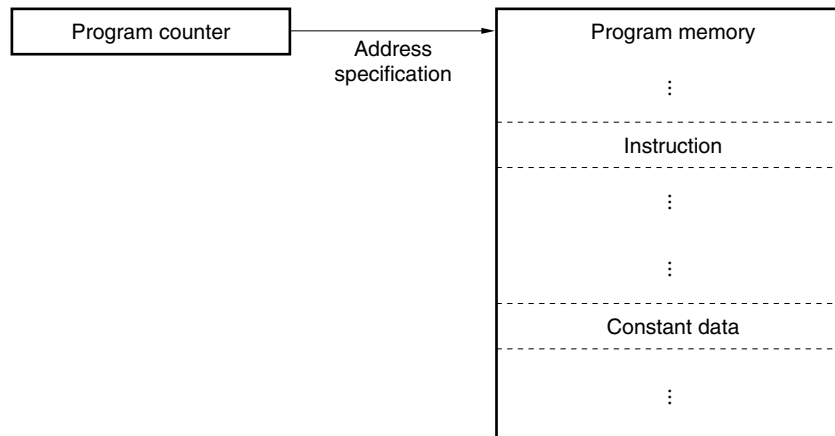 Program counter
Address
specification
Program memory
⋮
Instruction
⋮
⋮
Constant data
⋮